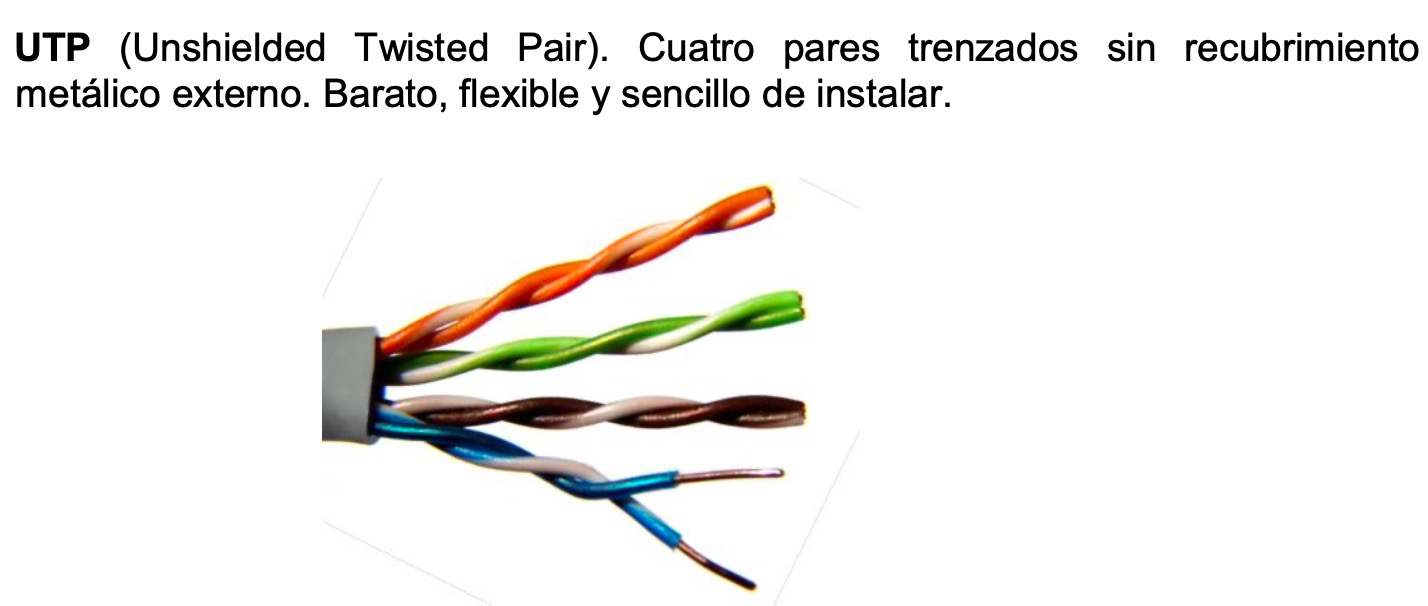 UTP (Unshielded Twisted Pair). Cuatro pares trenzados sin recubrimiento
metálico externo. Barato, flexible y sencillo de instalar.